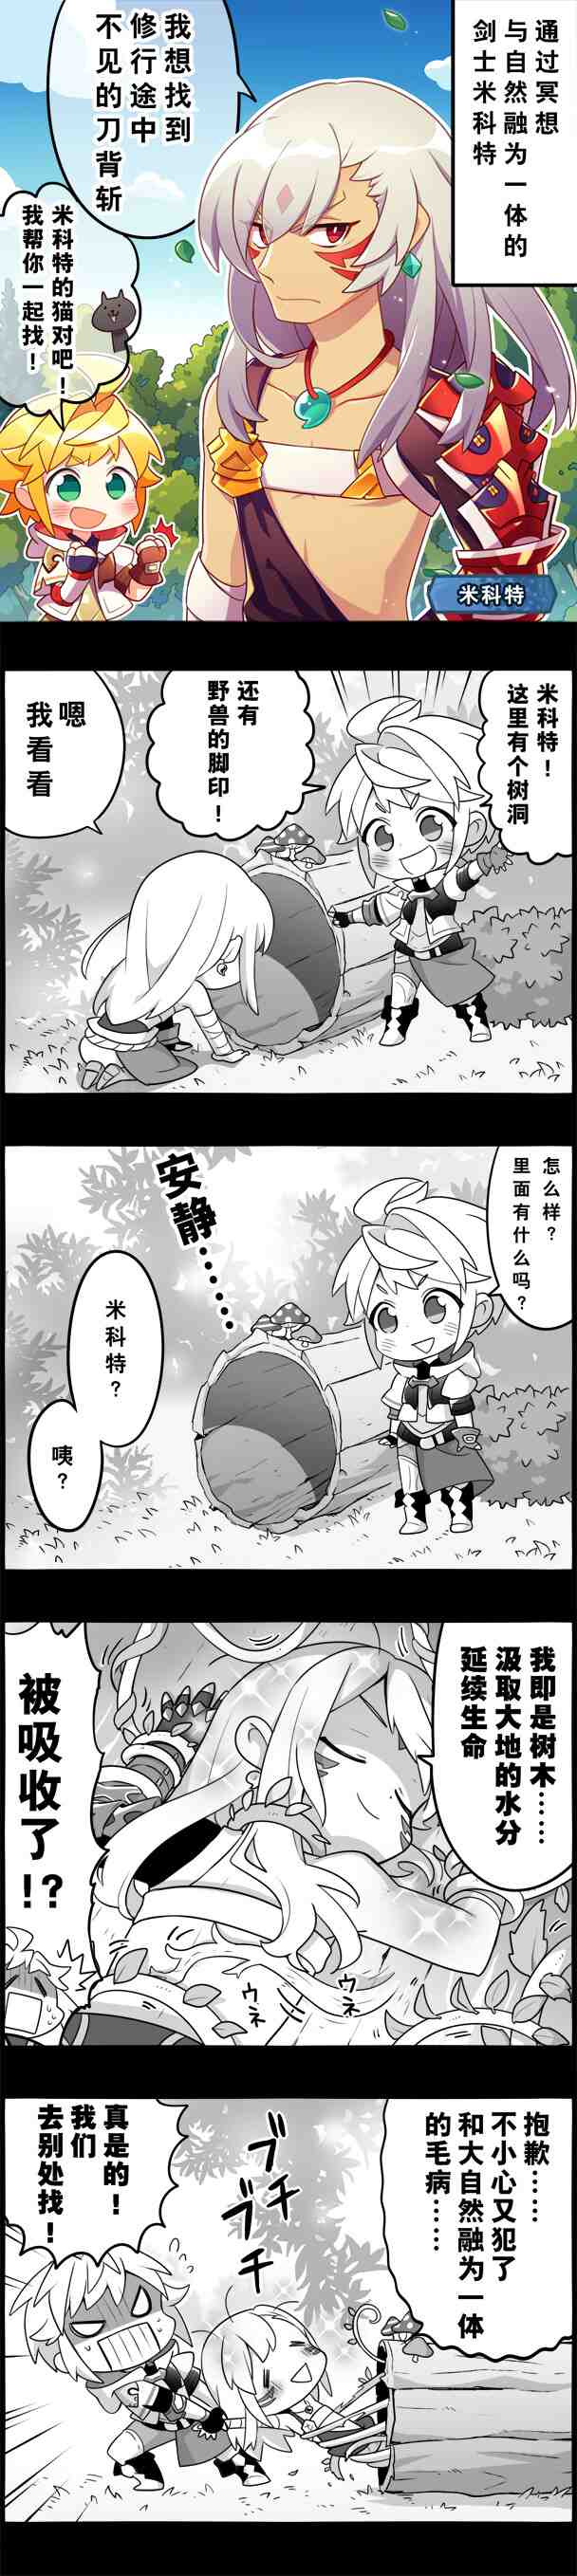 通过冥想
与自然融为一体的
剑士米科特
我想找到
修行途中
不见的刀背斩
米科特的猫对吧！
我帮你一起找！
米科特
米科特！
这里有个树洞
还有
野兽的脚印！
嗯
我看看
怎么样？
里面有什么吗？
安静……
米科特？
咦？
我即是树木……
汲取大地的水分
延续生命
被吸收了！？
ウネ
ウネ
抱歉……
不小心又犯了
和大自然融为一体
的毛病……
ブチ
ブチ
真是的！
我们
去别处找！